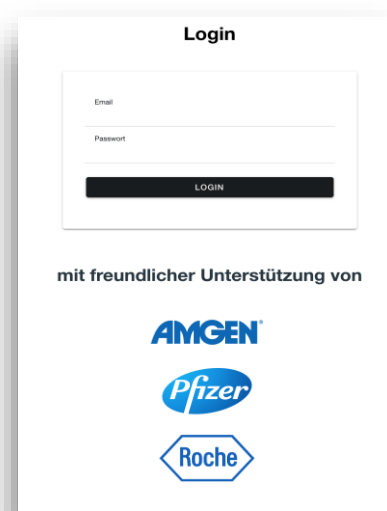 Login
Email
Passwort
LOGIN
mit freundlicher Unterstützung von
AMGEN®
Pfizer
Roche